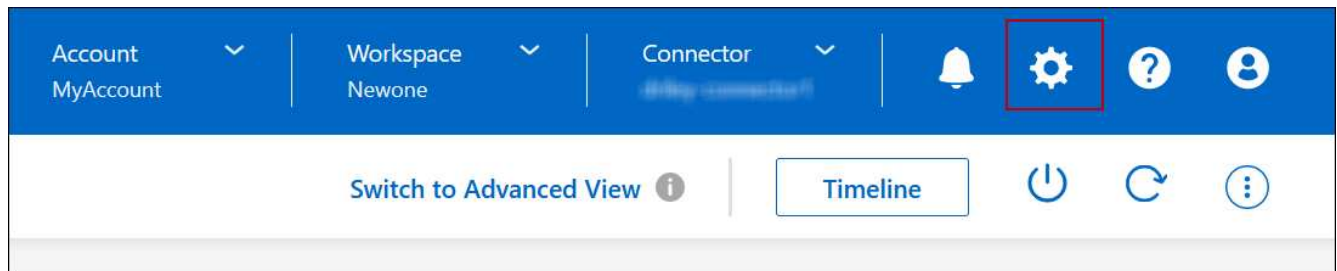 Account
MyAccount
Workspace
Newone
Connector
Switch to Advanced View
Timeline